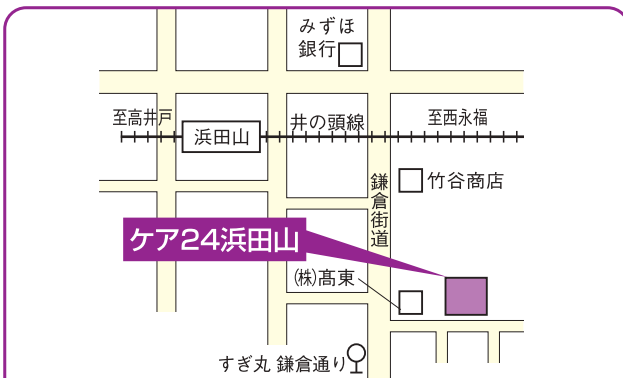 みずほ
銀行
至高井戸
浜田山
井の頭線
至西永福
竹谷商店
鎌倉街道
ケア24浜田山
㈱髙東
すぎ丸 鎌倉通り